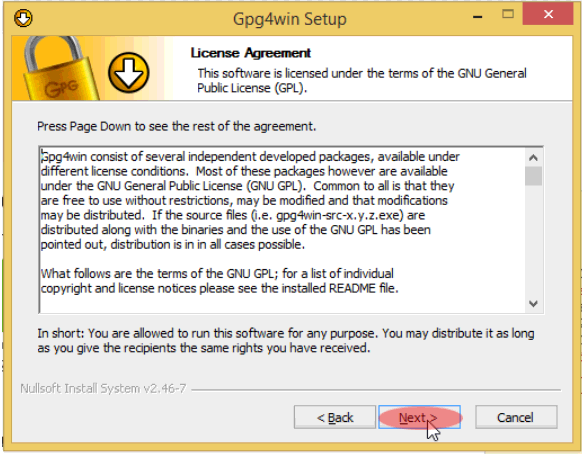 Gpg4win Setup
License Agreement
This software is licensed under the terms of the GNU General
Public License (GPL).
GPG
Press Page Down to see the rest of the agreement.
Gpg4win consist of several independent developed packages, available under
different license conditions.  Most of these packages however are available
under the GNU General Public License (GNU GPL).  Common to all is that they
are free to use without restrictions, may be modified and that modifications
may be distributed.  If the source files (i.e. gpg4win-src-x.y.z.exe) are
distributed along with the binaries and the use of the GNU GPL has been
pointed out, distribution is in in all cases possible.
What follows are the terms of the GNU GPL; for a list of individual
copyright and license notices please see the installed README file.
In short: You are allowed to run this software for any purpose. You may distribute it as long
as you give the recipients the same rights you have received.
Nullsoft Install System v2.46-7
< Back
Next >
Cancel